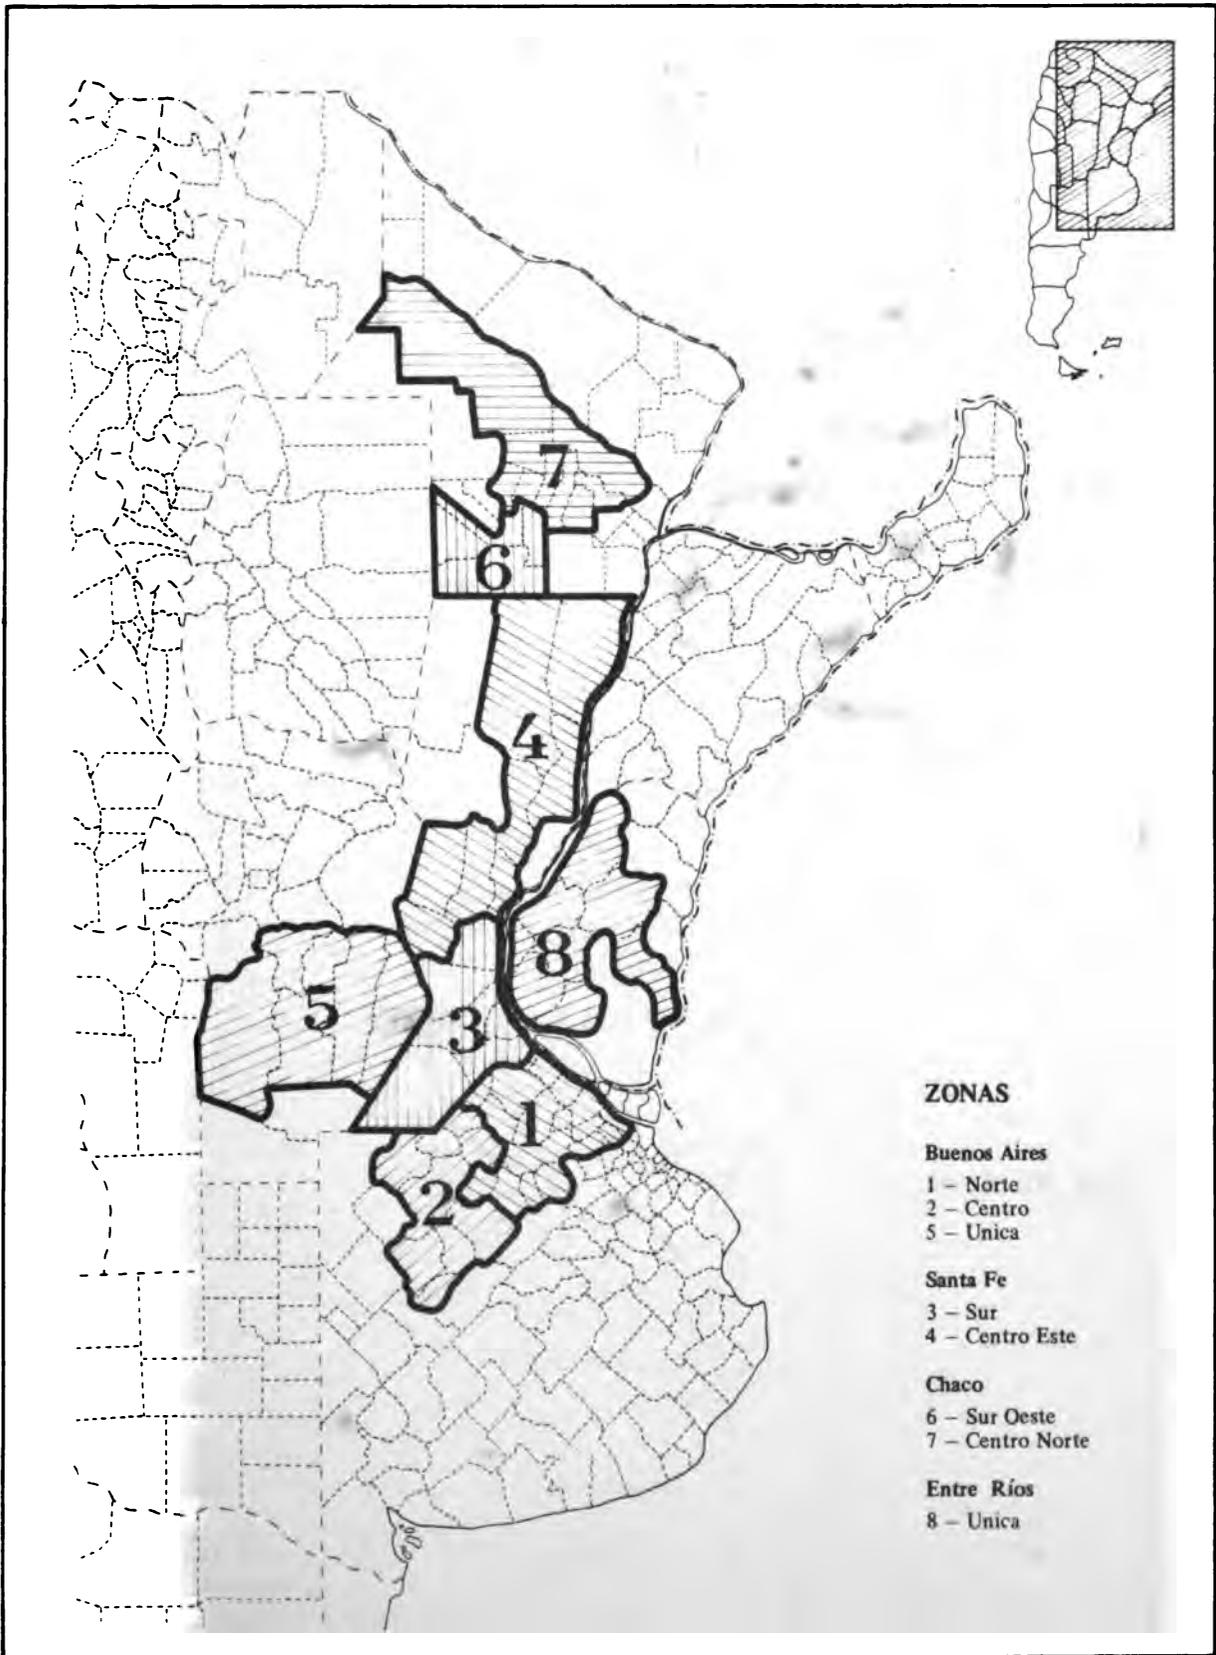 7
6
4
8
5
3
1
2
ZONAS
Buenos Aires
1 – Norte
2 – Centro
5 – Unica
Santa Fe
3 – Sur
4 – Centro Este
Chaco
6 – Sur Oeste
7 – Centro Norte
Entre Ríos
8 – Unica